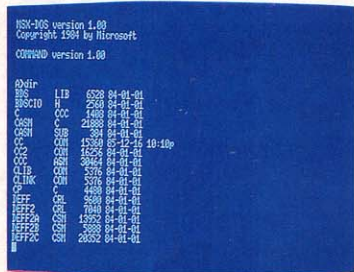 MSX-DOS version 1.00
Copyright 1984 by Microsoft
COMMAND version 1.00
A>dir
BDS LIB 6528 84-01-01
BDSCIO H 2560 84-01-01
C CCC 1408 84-01-01
CASM C 21888 84-01-01
CASM SUB 384 84-01-01
CC COM 15360 85-12-16 10:10p
CC2 COM 16256 84-01-01
CCC ASM 30464 84-01-01
CLIB COM 5376 84-01-01
CLINK COM 5376 84-01-01
CP C 4480 84-01-01
DEFF CRL 9600 84-01-01
DEFF2 CRL 7040 84-01-01
DEFF2A CSM 13952 84-01-01
DEFF2B CSM 5888 84-01-01
DEFF2C CSM 20352 84-01-01